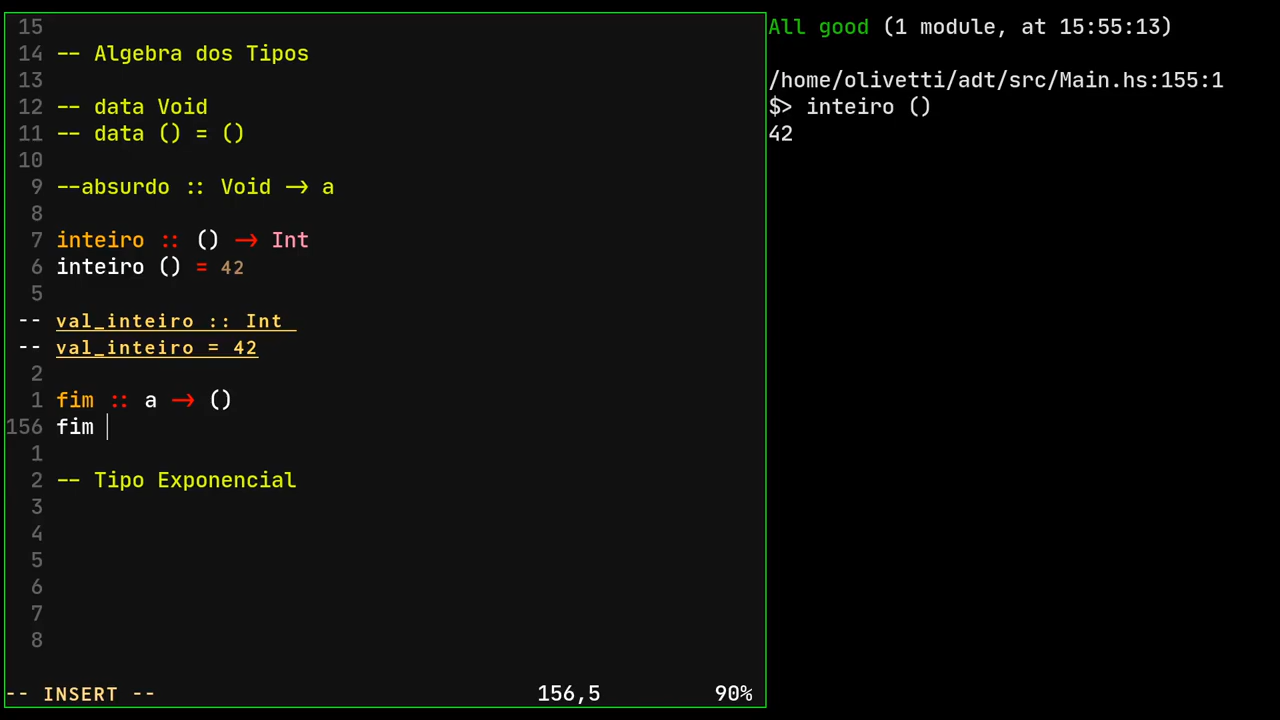 15
14 -- Algebra dos Tipos
13
12 -- data Void
11 -- data () = ()
10
9 --absurdo :: Void → a
8
7 inteiro :: () → Int
6 inteiro () = 42
5
-- val_inteiro :: Int
-- val_inteiro = 42
2
1 fim :: a → ()
156 fim
1
2 -- Tipo Exponencial
3
4
5
6
7
8
-- INSERT -- 156,5 90%
All good (1 module, at 15:55:13)
/home/olivetti/adt/src/Main.hs:155:1
$> inteiro ()
42